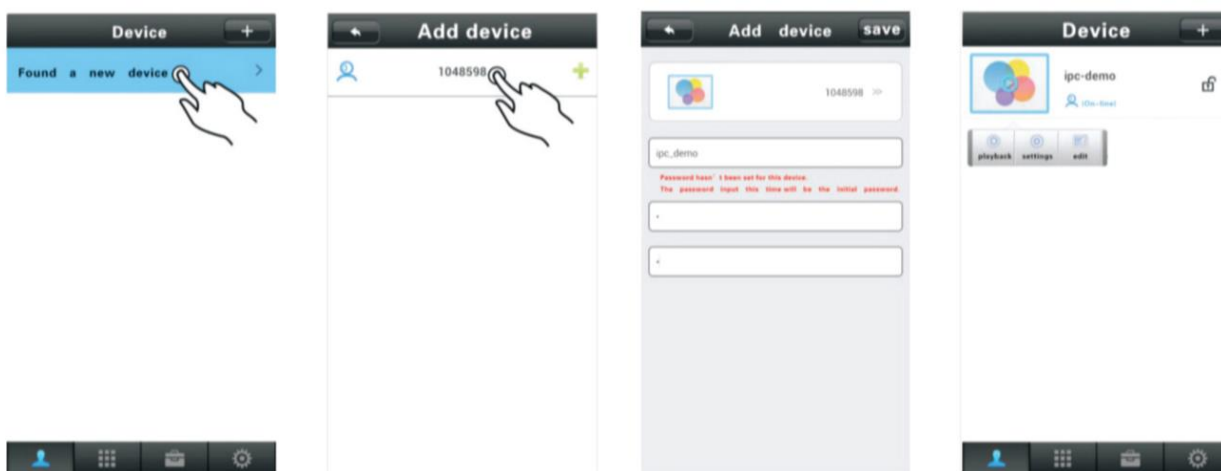 Device
Found a new device
Add device
1048598
Add device save
1048598
ipc_demo
Password hasn' t been set for this device.
The password input this time will be the initial password.
Device
ipc-demo
playback settings edit